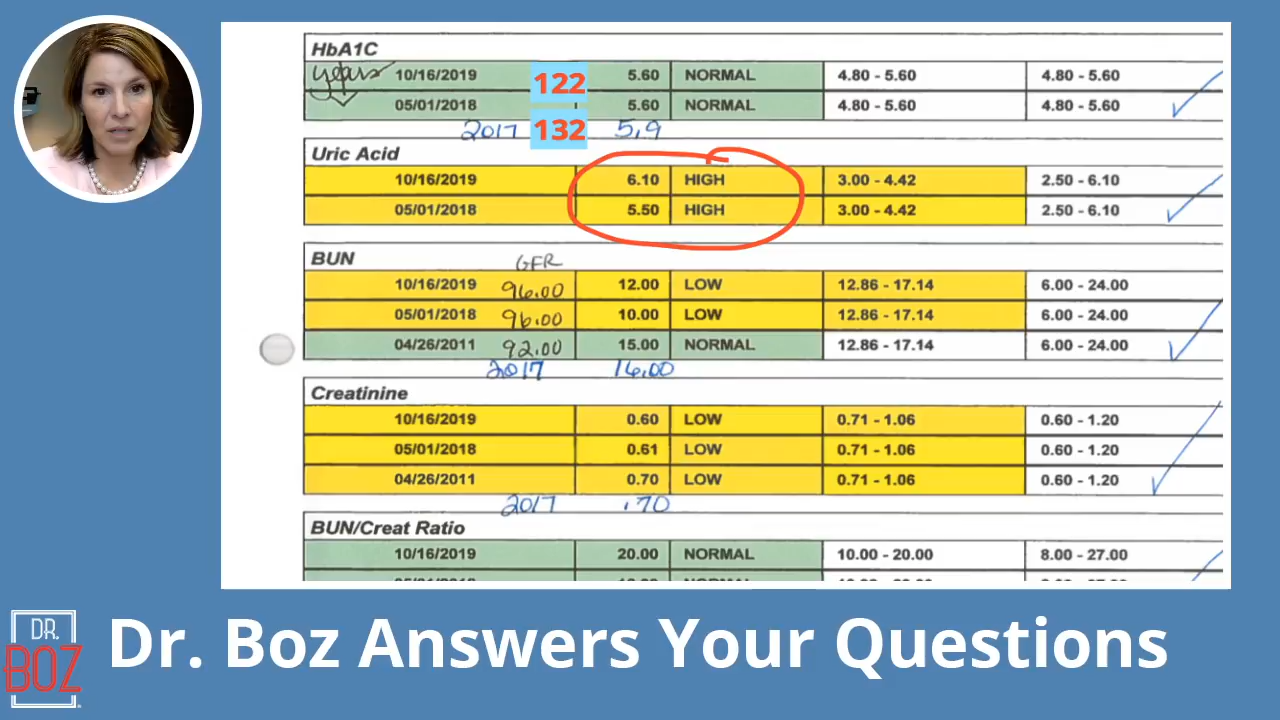 HbA1C
years 10/16/2019 122 5.60 NORMAL 4.80 - 5.60 4.80 - 5.60
05/01/2018 5.60 NORMAL 4.80 - 5.60 4.80 - 5.60
2017 132 5.9
Uric Acid
10/16/2019 6.10 HIGH 3.00 - 4.42 2.50 - 6.10
05/01/2018 5.50 HIGH 3.00 - 4.42 2.50 - 6.10
BUN GFR
10/16/2019 96.00 12.00 LOW 12.86 - 17.14 6.00 - 24.00
05/01/2018 96.00 10.00 LOW 12.86 - 17.14 6.00 - 24.00
04/26/2011 92.00 15.00 NORMAL 12.86 - 17.14 6.00 - 24.00
2017 16.00
Creatinine
10/16/2019 0.60 LOW 0.71 - 1.06 0.60 - 1.20
05/01/2018 0.61 LOW 0.71 - 1.06 0.60 - 1.20
04/26/2011 0.70 LOW 0.71 - 1.06 0.60 - 1.20
2017 .70
BUN/Creat Ratio
10/16/2019 20.00 NORMAL 10.00 - 20.00 8.00 - 27.00
DR. BOZ
Dr. Boz Answers Your Questions